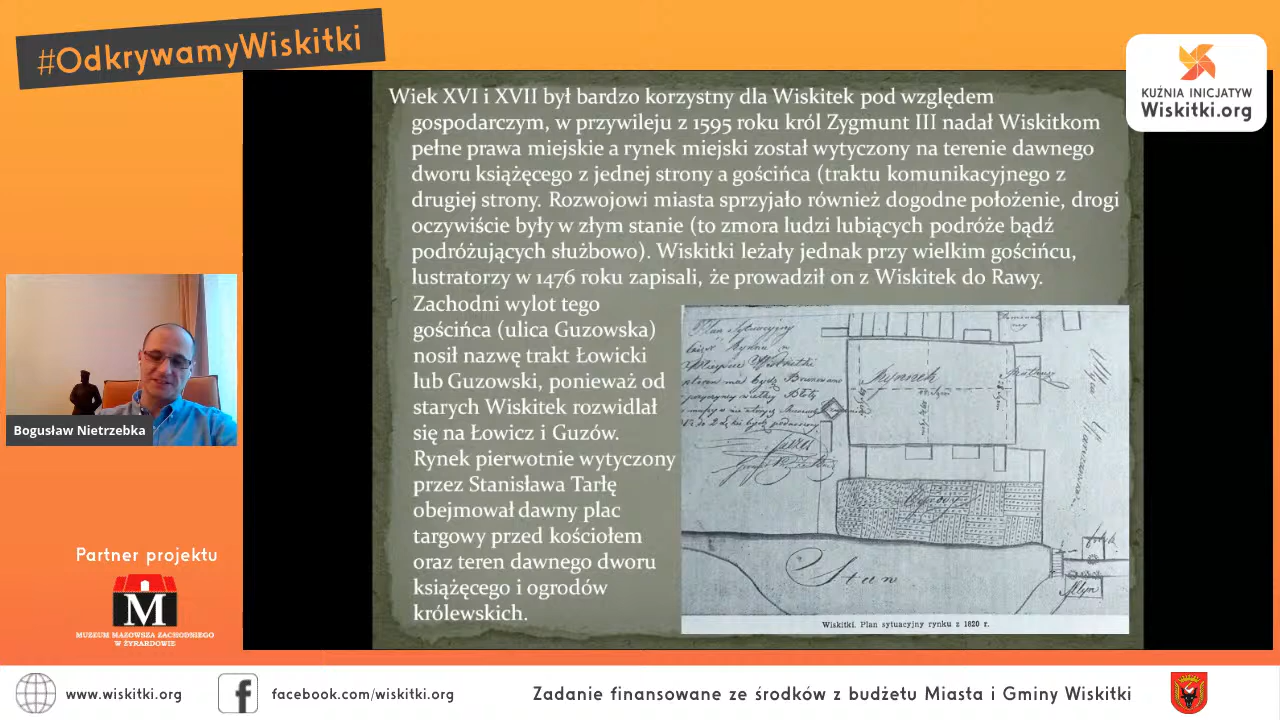 #OdkrywamyWiskitki
KUŹNIA INICJATYW
Wiskitki.org
Wiek XVI i XVII był bardzo korzystny dla Wiskitek pod względem
gospodarczym, w przywileju z 1595 roku król Zygmunt III nadał Wiskitkom
pełne prawa miejskie a rynek miejski został wytyczony na terenie dawnego
dworu książęcego z jednej strony a gościńca (traktu komunikacyjnego z
drugiej strony. Rozwojowi miasta sprzyjało również dogodne położenie, drogi
oczywiście były w złym stanie (to zmora ludzi lubiących podróże bądź
podróżujących służbowo). Wiskitki leżały jednak przy wielkim gościńcu,
lustratorzy w 1476 roku zapisali, że prowadził on z Wiskitek do Rawy.
Zachodni wylot tego
gościńca (ulica Guzowska)
nosił nazwę trakt Łowicki
lub Guzowski, ponieważ od
starych Wiskitek rozwidlał
się na Łowicz i Guzów.
Rynek pierwotnie wytyczony
przez Stanisława Tarłę
obejmował dawny plac
targowy przed kościołem
oraz teren dawnego dworu
książęcego i ogrodów
królewskich.
Plan Sytuacyjny
Rynnek
Ogrody
Staw
Młyn
Wiskitki. Plan sytuacyjny rynku z 1820 r.
Bogusław Nietrzebka
Partner projektu
M
MUZEUM MAZOWSZA ZACHODNIEGO
W ŻYRARDOWIE
www.wiskitki.org
facebook.com/wiskitki.org
Zadanie finansowane ze środków z budżetu Miasta i Gminy Wiskitki